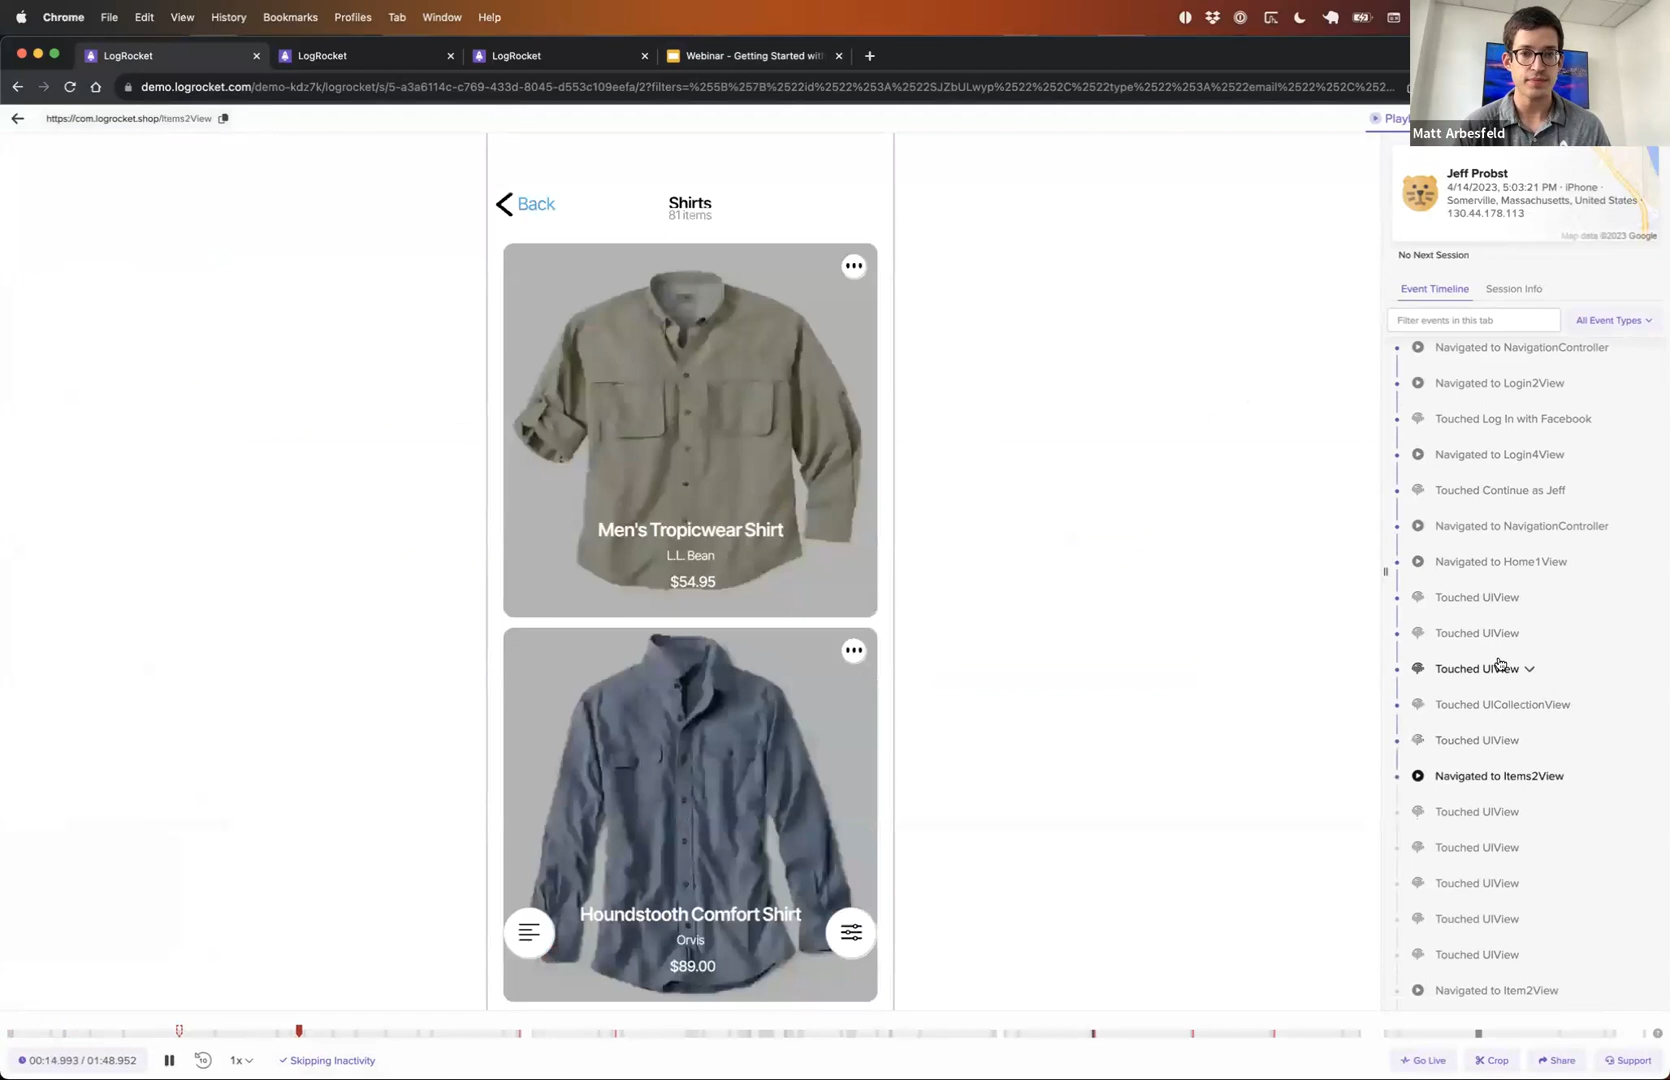 Chrome File Edit View History Bookmarks Profiles Tab Window Help
LogRocket
LogRocket
LogRocket
Webinar - Getting Started with
demo.logrocket.com/demo-kdz7k/logrocket/s/5-a3a6114c-c769-433d-8045-d553c109eefa/2?filters=%255B%257B%2522id%2522%253A%2522SJZbULwyp%2522%252C%2522type%2522%253A%2522email%2522%252C%252...
Matt Arbesfeld
https://com.logrocket.shop/Items2View
Jeff Probst
4/14/2023, 5:03:21 PM · iPhone ·
Somerville, Massachusetts, United States ·
130.44.178.113
Map data ©2023 Google
No Next Session
Event Timeline Session Info
Filter events in this tab
All Event Types
Navigated to NavigationController
Navigated to Login2View
Touched Log In with Facebook
Navigated to Login4View
Touched Continue as Jeff
Navigated to NavigationController
Navigated to Home1View
Touched UIView
Touched UIView
Touched UIView
Touched UICollectionView
Touched UIView
Navigated to Items2View
Touched UIView
Touched UIView
Touched UIView
Touched UIView
Touched UIView
Navigated to Item2View
Back
Shirts
81 items
Men's Tropicwear Shirt
L.L. Bean
$54.95
Houndstooth Comfort Shirt
Orvis
$89.00
00:14.993 / 01:48.952
10
1x
Skipping Inactivity
Go Live
Crop
Share
Support